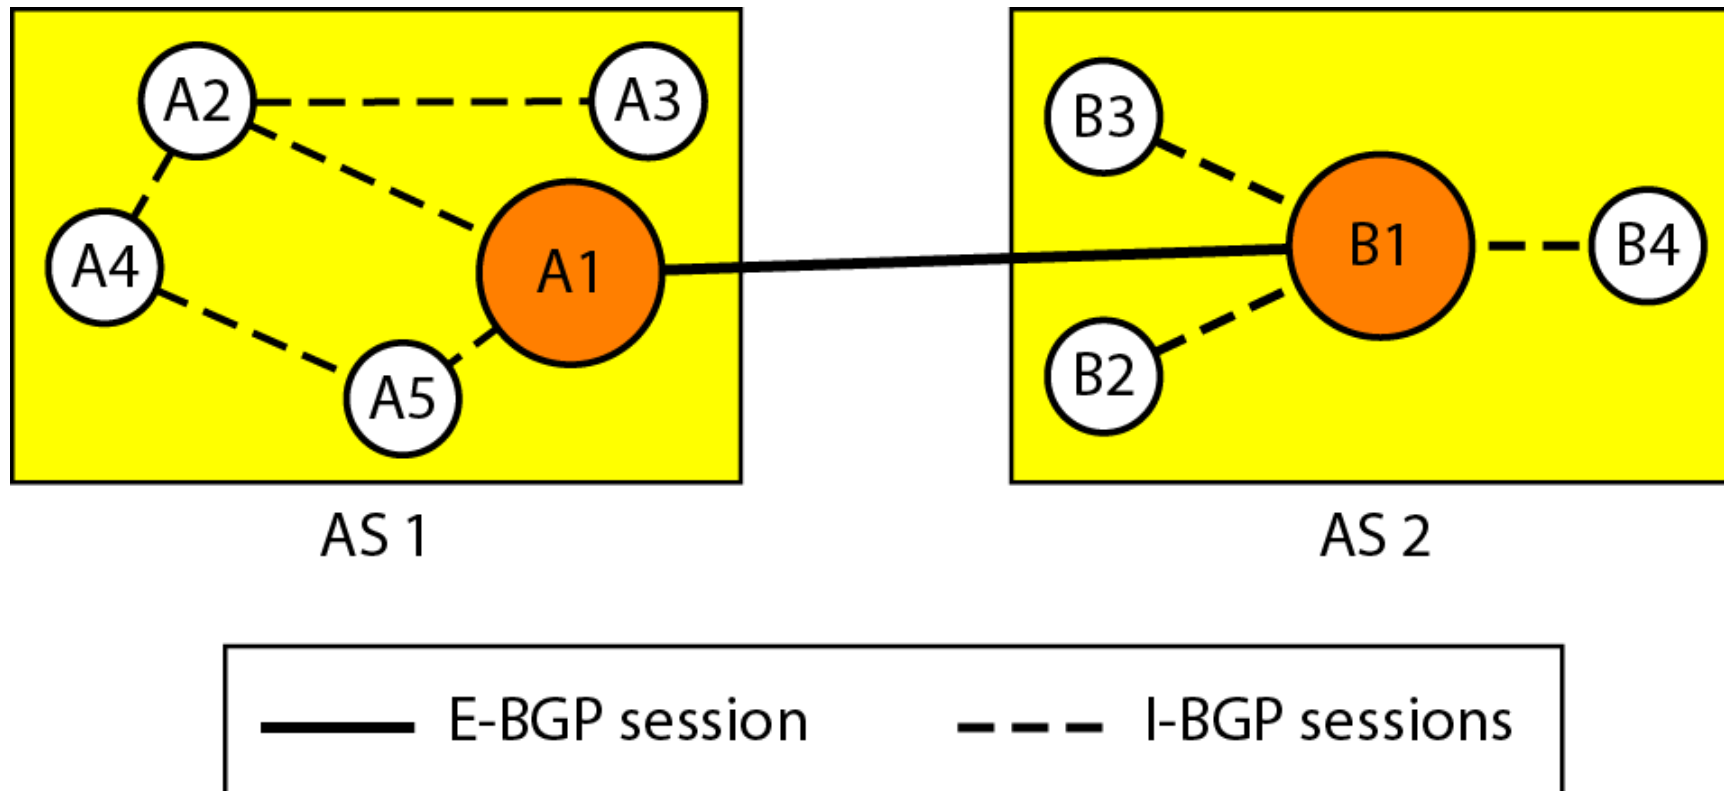 A2
A3
A4
A1
A5
AS 1
B3
B1
B4
B2
AS 2
E-BGP session
I-BGP sessions